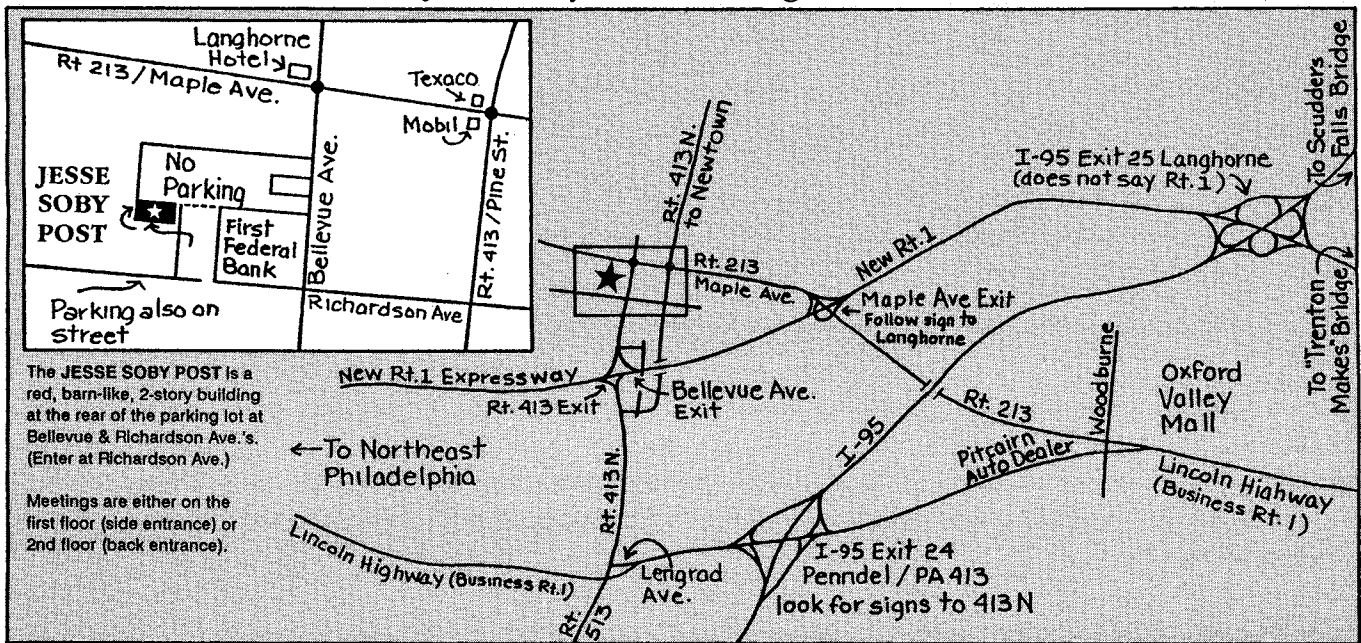 Langhorne
Hotel
Rt 213/Maple Ave.
Texaco
Mobil
No
Parking
JESSE
SOBY
POST
First
Federal
Bank
Bellevue Ave.
Rt. 413/Pine St.
Richardson Ave
Parking also on
street
The JESSE SOBY POST is a
red, barn-like, 2-story building
at the rear of the parking lot at
Bellevue & Richardson Ave.'s.
(Enter at Richardson Ave.)
Meetings are either on the
first floor (side entrance) or
2nd floor (back entrance).
Rt. 413 N.
to Newtown
Rt. 213
Maple Ave.
New Rt. 1
I-95 Exit 25 Langhorne
(does not say Rt. 1)
To Scudders
Falls Bridge
To "Trenton
Makes" Bridge
Maple Ave Exit
Follow sign to
Langhorne
New Rt. 1 Expressway
Rt. 413 Exit
Bellevue Ave.
Exit
←To Northeast
Philadelphia
Rt. 413 N.
I-95
Rt. 213
Woodburne
Oxford
Valley
Mall
Pitcairn
Auto Dealer
Lincoln Highway
(Business Rt. 1)
Lincoln Highway (Business Rt.1)
Lengrad
Ave.
Rt.
513
I-95 Exit 24
Penndel / PA 413
look for signs to 413 N